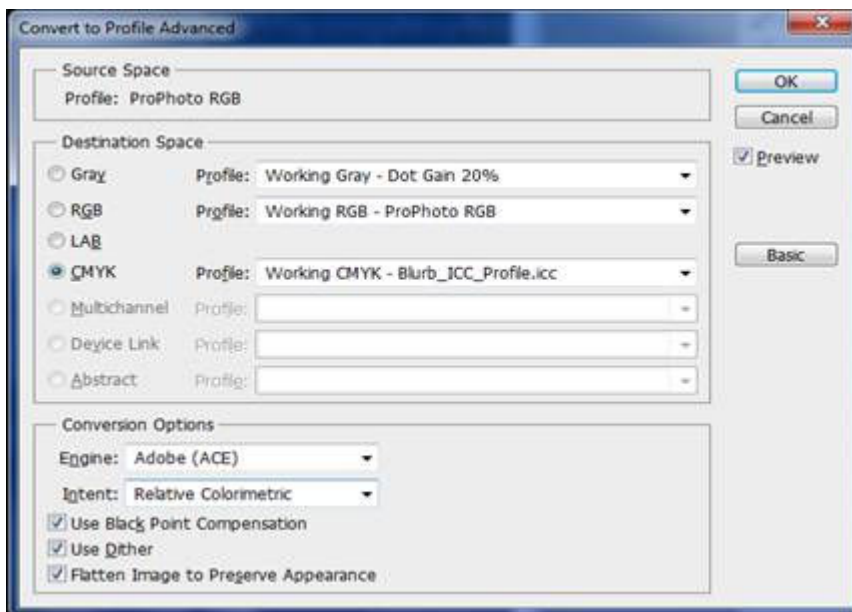 Convert to Profile Advanced
Source Space
Profile: ProPhoto RGB
OK
Cancel
Preview
Basic
Destination Space
Gray Profile: Working Gray - Dot Gain 20%
RGB Profile: Working RGB - ProPhoto RGB
LAB
CMYK Profile: Working CMYK - Blurb_ICC_Profile.icc
Multichannel Profile:
Device Link Profile:
Abstract Profile:
Conversion Options
Engine: Adobe (ACE)
Intent: Relative Colorimetric
Use Black Point Compensation
Use Dither
Flatten Image to Preserve Appearance